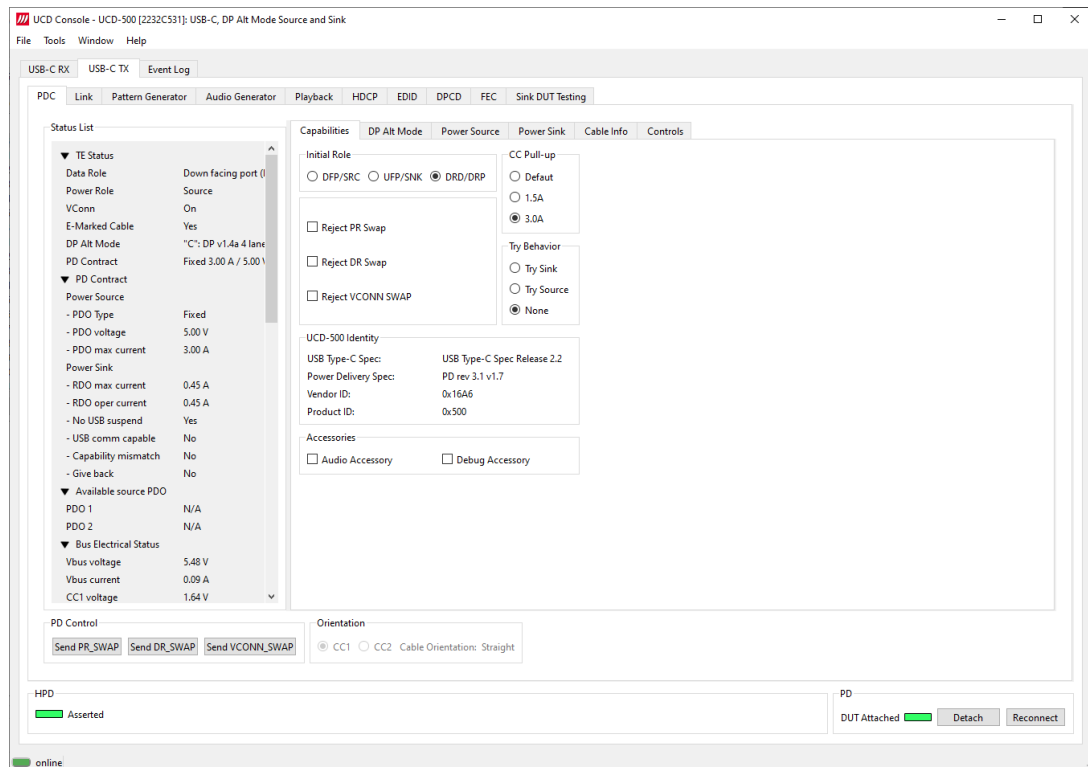 UCD Console - UCD-500 [2232C531]: USB-C, DP Alt Mode Source and Sink
File Tools Window Help
USB-C RX USB-C TX Event Log
PDC Link Pattern Generator Audio Generator Playback HDCP EDID DPCD FEC Sink DUT Testing
Status List
TE Status
Data Role Down facing port (
Power Role Source
VConn On
E-Marked Cable Yes
DP Alt Mode "C": DP v1.4a 4 lane
PD Contract Fixed 3.00 A / 5.00 V
PD Contract
Power Source
- PDO Type Fixed
- PDO voltage 5.00 V
- PDO max current 3.00 A
Power Sink
- RDO max current 0.45 A
- RDO oper current 0.45 A
- No USB suspend Yes
- USB comm capable No
- Capability mismatch No
- Give back No
Available source PDO
PDO 1 N/A
PDO 2 N/A
Bus Electrical Status
Vbus voltage 5.48 V
Vbus current 0.09 A
CC1 voltage 1.64 V
Capabilities DP Alt Mode Power Source Power Sink Cable Info Controls
Initial Role
DFP/SRC UFP/SNK DRD/DRP
Reject PR Swap
Reject DR Swap
Reject VCONN SWAP
CC Pull-up
Defaut
1.5A
3.0A
Try Behavior
Try Sink
Try Source
None
UCD-500 Identity
USB Type-C Spec: USB Type-C Spec Release 2.2
Power Delivery Spec: PD rev 3.1 v1.7
Vendor ID: 0x16A6
Product ID: 0x500
Accessories
Audio Accessory Debug Accessory
PD Control
Send PR_SWAP Send DR_SWAP Send VCONN_SWAP
Orientation
CC1 CC2 Cable Orientation: Straight
HPD
Asserted
PD
DUT Attached Detach Reconnect
online